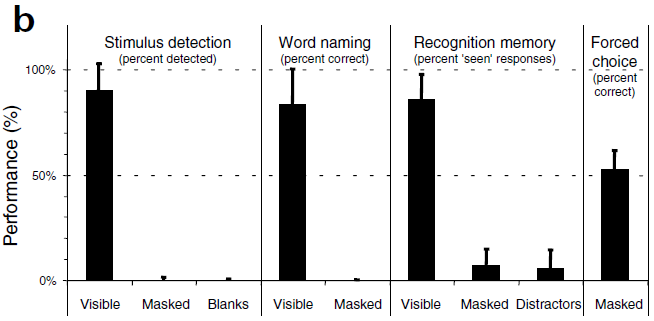 b
Stimulus detection
(percent detected)
Word naming
(percent correct)
Recognition memory
(percent 'seen' responses)
Forced
choice
(percent
correct)
Performance (%)
100%
50%
0%
Visible Masked Blanks Visible Masked Visible Masked Distractors Masked